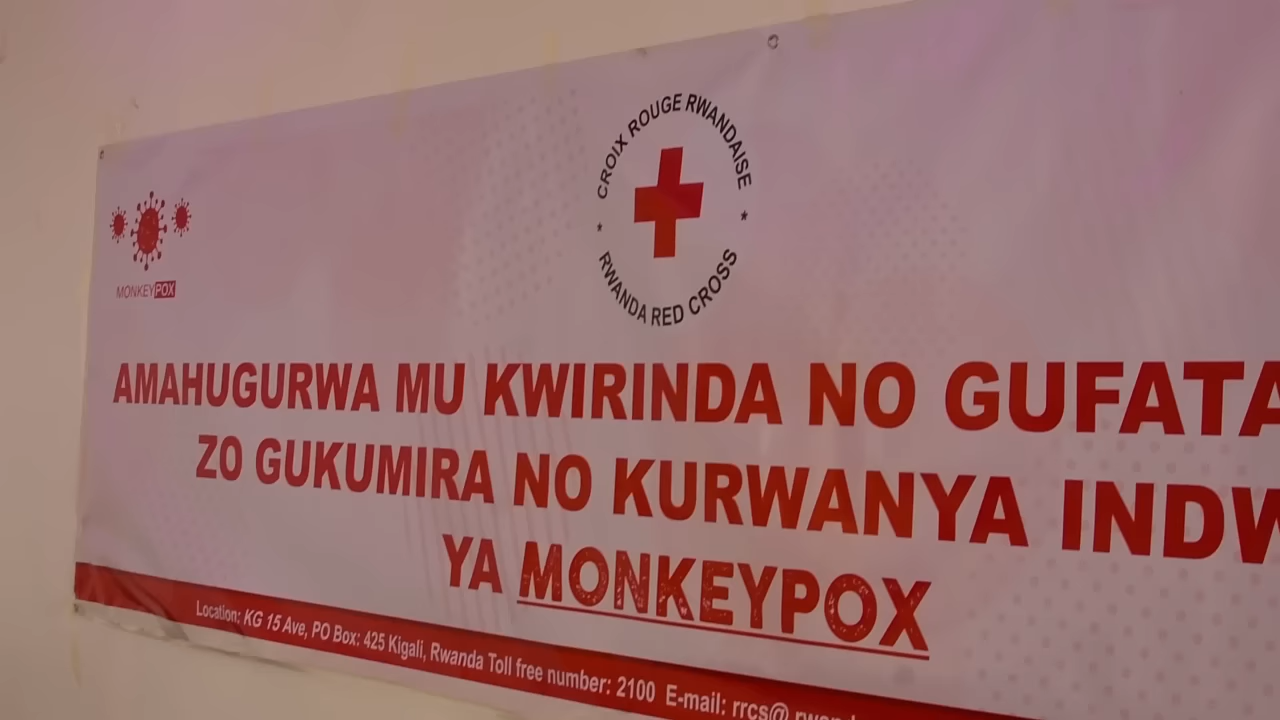 CROIX ROUGE RWANDAISE
* *
RWANDA RED CROSS
MONKEYPOX
AMAHUGURWA MU KWIRINDA NO GUFATA
ZO GUKUMIRA NO KURWANYA INDW
YA MONKEYPOX
Location: KG 15 Ave, PO Box: 425 Kigali, Rwanda Toll free number: 2100 E-mail: rrcs@